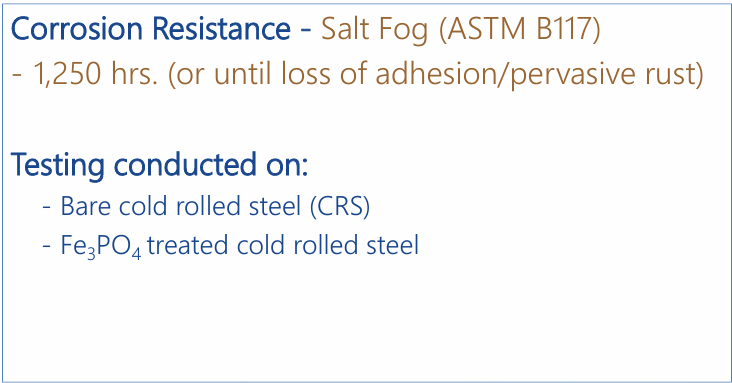 Corrosion Resistance - Salt Fog (ASTM B117)
- 1,250 hrs. (or until loss of adhesion/pervasive rust)
Testing conducted on:
- Bare cold rolled steel (CRS)
- Fe₃PO₄ treated cold rolled steel